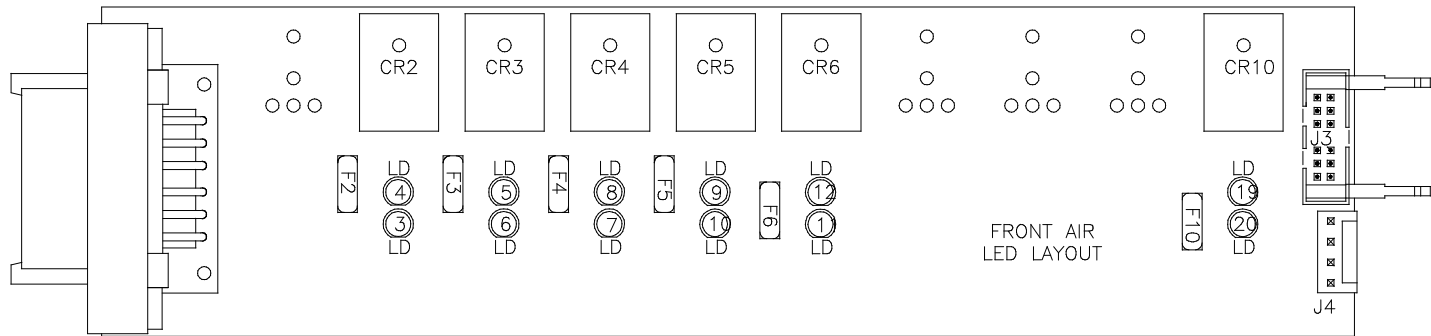 CR2 CR3 CR4 CR5 CR6 CR10
J3
LD LD LD LD LD LD
F2 4 F3 5 F4 8 F5 9 F6 12 F10 19
3 6 7 10 11 20
LD LD LD LD LD LD
FRONT AIR
LED LAYOUT
J4